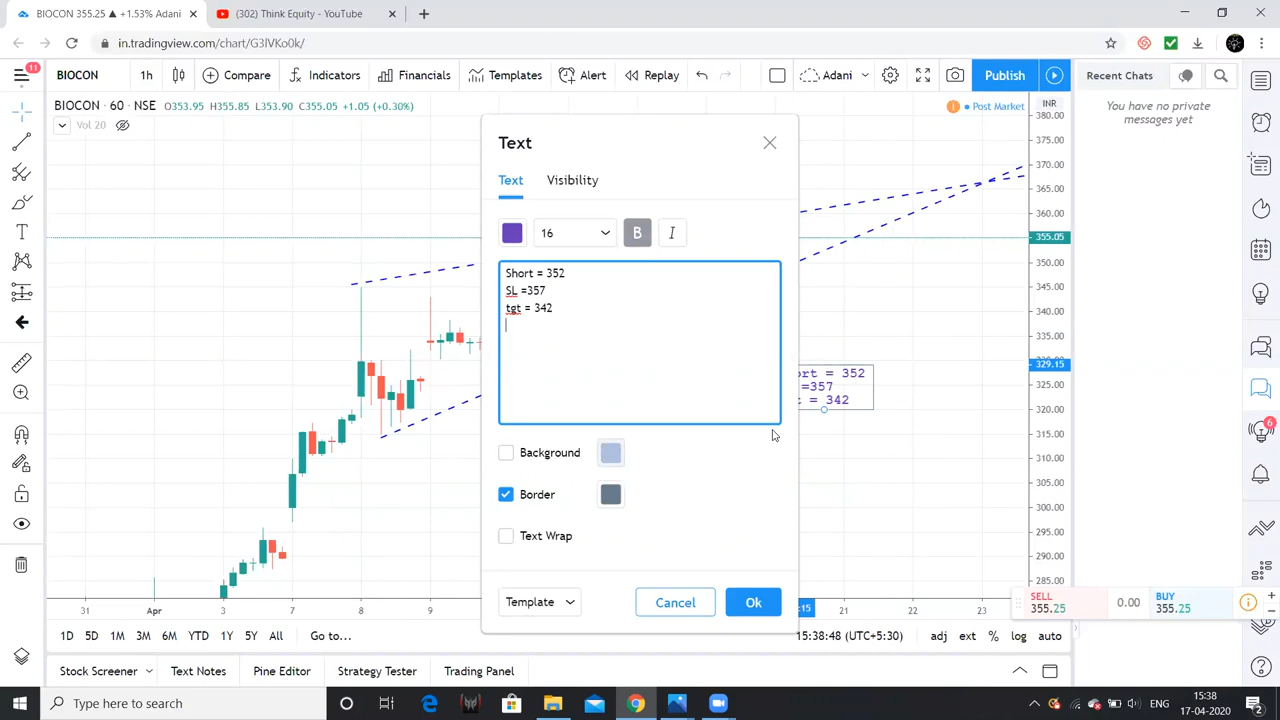 BIOCON 355.25 ▲ +1.53% Adani
(302) Think Equity - YouTube
in.tradingview.com/chart/G3lVKo0k/
11
BIOCON
1h
Compare
Indicators
Financials
Templates
Alert
Replay
Adani
Publish
Recent Chats
BIOCON • 60 • NSE O353.95 H355.85 L353.90 C355.05 +1.05 (+0.30%)
Post Market
INR
Vol 20
You have no private
messages yet
380.00
370.00
365.00
360.00
355.05
350.00
345.00
340.00
335.00
329.15
325.00
320.00
315.00
310.00
305.00
300.00
295.00
290.00
285.00
Text
Text
Visibility
16
B
I
Short = 352
SL =357
tgt = 342
ort = 352
=357
= 342
Background
Border
Text Wrap
Template
Cancel
Ok
6
SELL
355.25
0.00
BUY
355.25
31
Apr
3
7
8
9
:15
21
22
23
1D
5D
1M
3M
6M
YTD
1Y
5Y
All
Go to...
15:38:48 (UTC+5:30)
adj
ext
%
log
auto
Stock Screener
Text Notes
Pine Editor
Strategy Tester
Trading Panel
Type here to search
ENG
15:38
17-04-2020
2